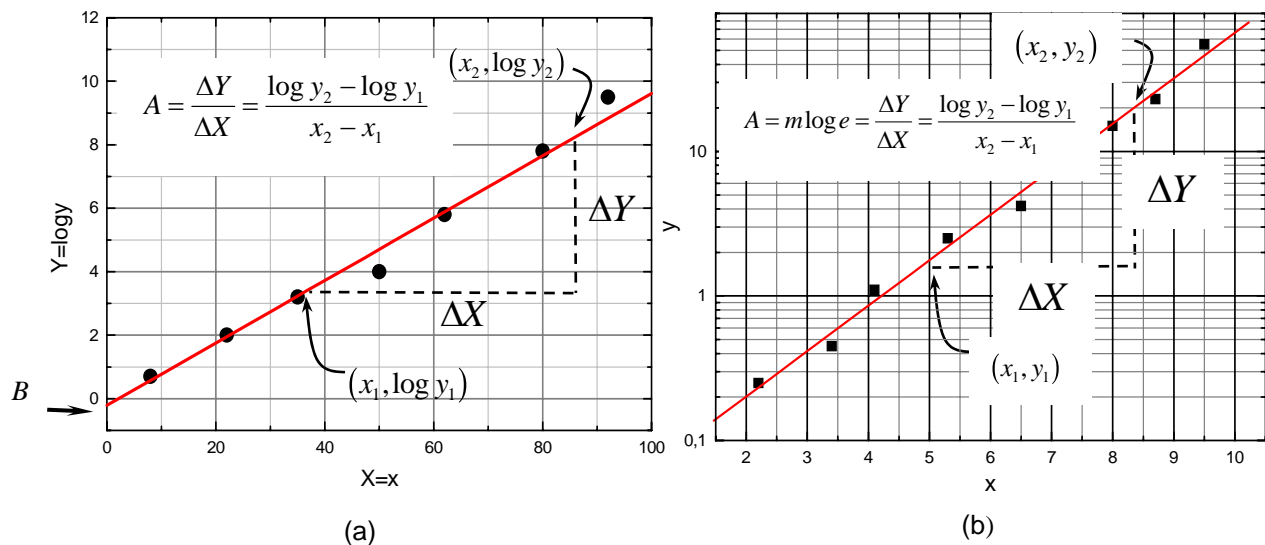 12
10
8
6
4
2
0
Y=logy
A = ΔY/ΔX = (log y₂ − log y₁)/(x₂ − x₁)
(x₂, log y₂)
ΔY
ΔX
(x₁, log y₁)
B
0 20 40 60 80 100
X=x
(a)
10
1
0,1
y
A = m log e = ΔY/ΔX = (log y₂ − log y₁)/(x₂ − x₁)
(x₂, y₂)
ΔY
ΔX
(x₁, y₁)
2 3 4 5 6 7 8 9 10
x
(b)